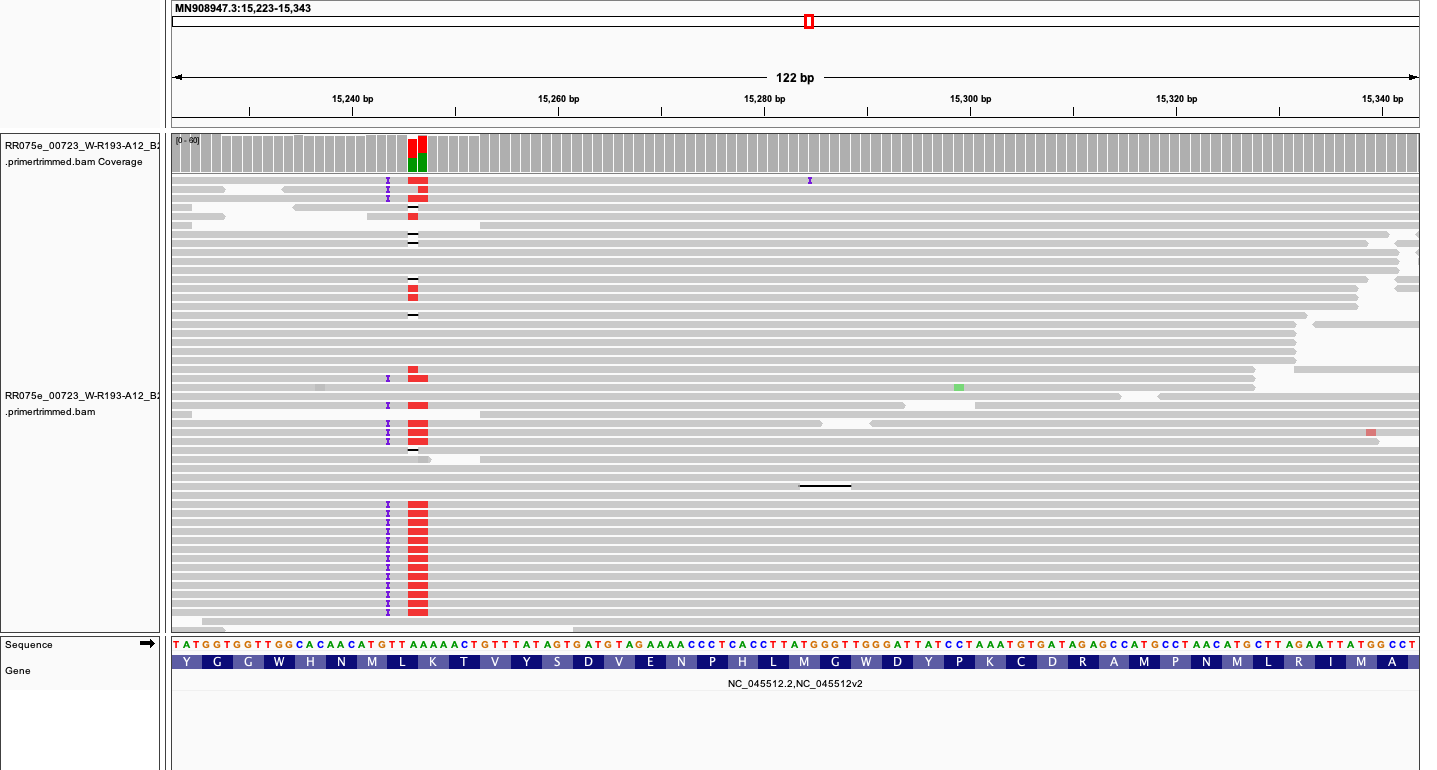 MN908947.3:15,223-15,343
122 bp
15,240 bp 15,260 bp 15,280 bp 15,300 bp 15,320 bp 15,340 bp
RR075e_00723_W-R193-A12_B2
.primertrimmed.bam Coverage
[0 - 60]
RR075e_00723_W-R193-A12_B2
.primertrimmed.bam
Sequence
TATGGTGGTTGGCACAACATGTTAAAAACTGTTTATAGTGATGTAGAAAACCCTCACCTTATGGGTTGGGATTATCCTAAATGTGATAGAGCCATGCCTAACATGCTTAGAATTATGGCCT
Gene
Y G G W H N M L K T V Y S D V E N P H L M G W D Y P K C D R A M P N M L R I M A
NC_045512.2,NC_045512v2